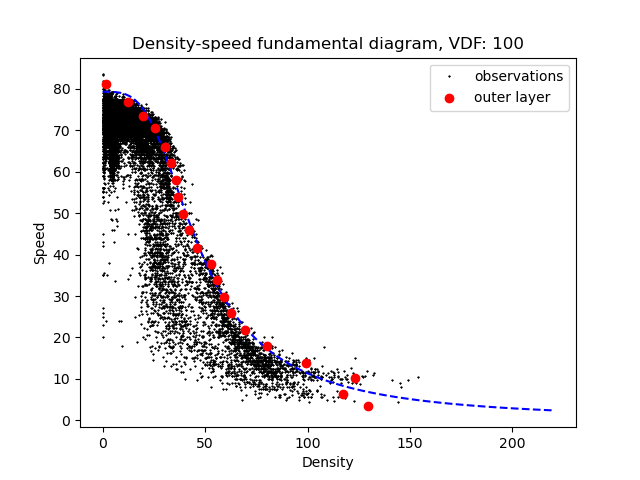 Density-speed fundamental diagram, VDF: 100
observations
outer layer
80
70
60
50
40
30
20
10
0
Speed
0 50 100 150 200
Density